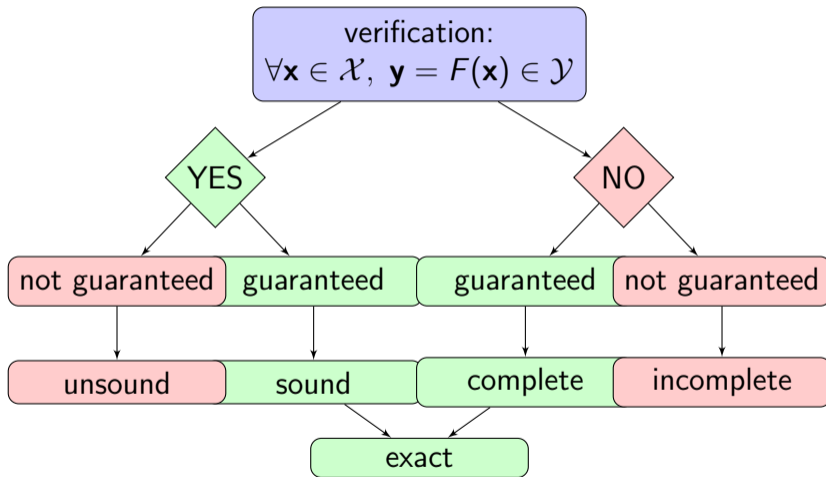 verification:
∀x ∈ 𝒳, y = F(x) ∈ 𝒴
YES
NO
not guaranteed
guaranteed
guaranteed
not guaranteed
unsound
sound
complete
incomplete
exact